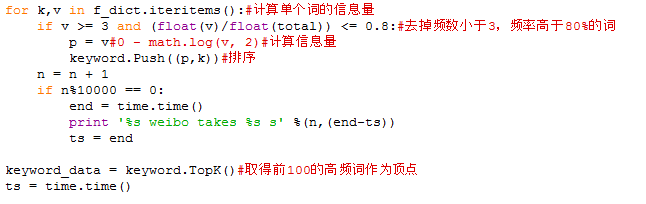 for k,v in f_dict.iteritems():#计算单个词的信息量
    if v >= 3 and (float(v)/float(total)) <= 0.8:#去掉频数小于3，频率高于80%的词
        p = v#0 - math.log(v, 2)#计算信息量
        keyword.Push((p,k))#排序
    n = n + 1
    if n%10000 == 0:
        end = time.time()
        print '%s weibo takes %s s' %(n,(end-ts))
        ts = end
keyword_data = keyword.TopK()#取得前100的高频词作为顶点
ts = time.time()